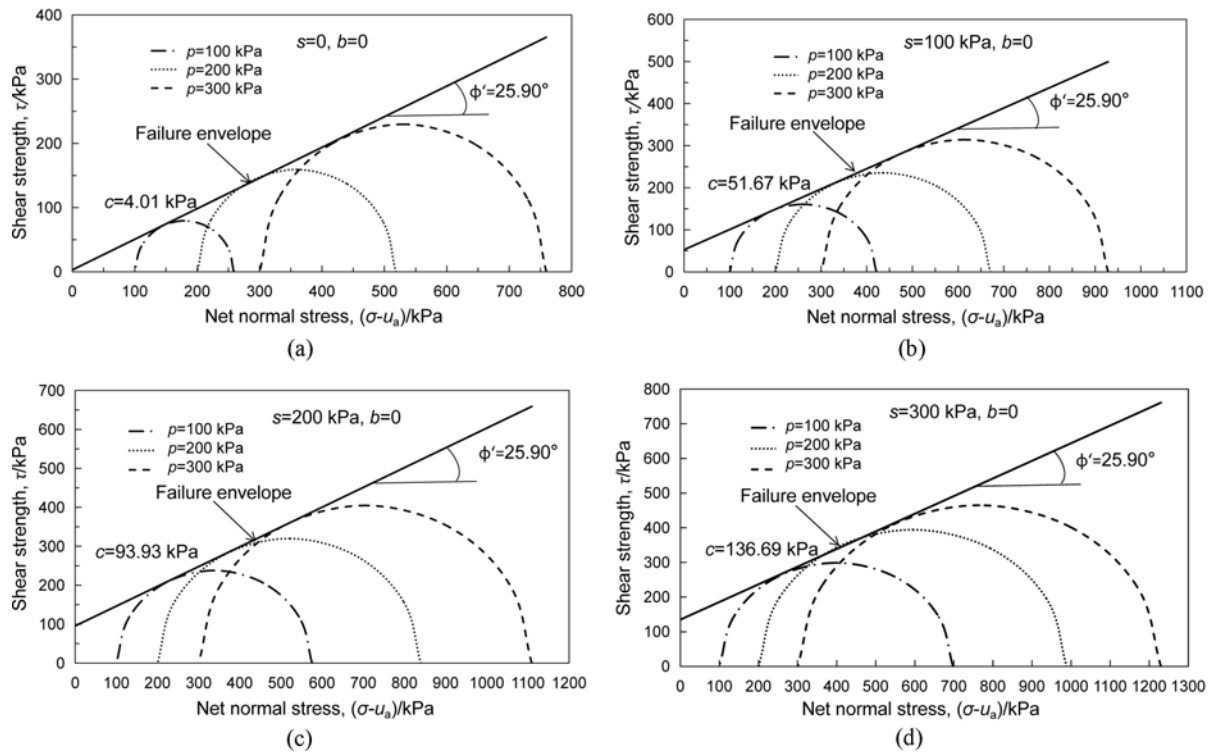 400
350
300
250
200
150
100
50
0
Shear strength, τ/kPa
s=0, b=0
p=100 kPa
p=200 kPa
p=300 kPa
ϕ'=25.90°
Failure envelope
c=4.01 kPa
0 100 200 300 400 500 600 700 800
Net normal stress, (σ-uₐ)/kPa
(a)
600
500
400
300
200
100
50
0
Shear strength, τ/kPa
s=100 kPa, b=0
p=100 kPa
p=200 kPa
p=300 kPa
ϕ'=25.90°
Failure envelope
c=51.67 kPa
0 100 200 300 400 500 600 700 800 900 1000 1100
Net normal stress, (σ-uₐ)/kPa
(b)
700
600
500
400
300
200
100
0
Shear strength, τ/kPa
s=200 kPa, b=0
p=100 kPa
p=200 kPa
p=300 kPa
ϕ'=25.90°
Failure envelope
c=93.93 kPa
0 100 200 300 400 500 600 700 800 900 1000 1100 1200
Net normal stress, (σ-uₐ)/kPa
(c)
800
700
600
500
400
300
200
100
0
Shear strength, τ/kPa
s=300 kPa, b=0
p=100 kPa
p=200 kPa
p=300 kPa
ϕ'=25.90°
Failure envelope
c=136.69 kPa
0 100 200 300 400 500 600 700 800 900 1000 1100 1200 1300
Net normal stress, (σ-uₐ)/kPa
(d)